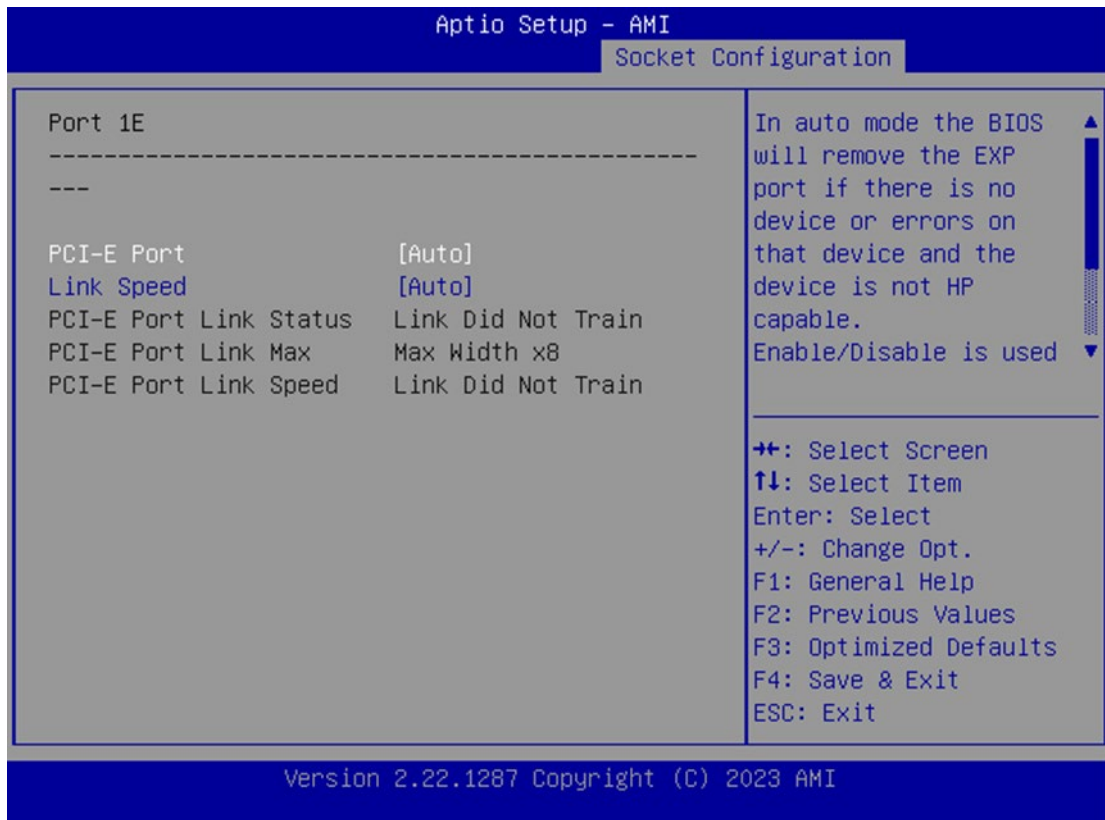 Aptio Setup – AMI
Socket Configuration
Port 1E
-----------------------------------------------
---
PCI-E Port [Auto]
Link Speed [Auto]
PCI-E Port Link Status Link Did Not Train
PCI-E Port Link Max Max Width x8
PCI-E Port Link Speed Link Did Not Train
In auto mode the BIOS
will remove the EXP
port if there is no
device or errors on
that device and the
device is not HP
capable.
Enable/Disable is used
→←: Select Screen
↑↓: Select Item
Enter: Select
+/-: Change Opt.
F1: General Help
F2: Previous Values
F3: Optimized Defaults
F4: Save & Exit
ESC: Exit
Version 2.22.1287 Copyright (C) 2023 AMI